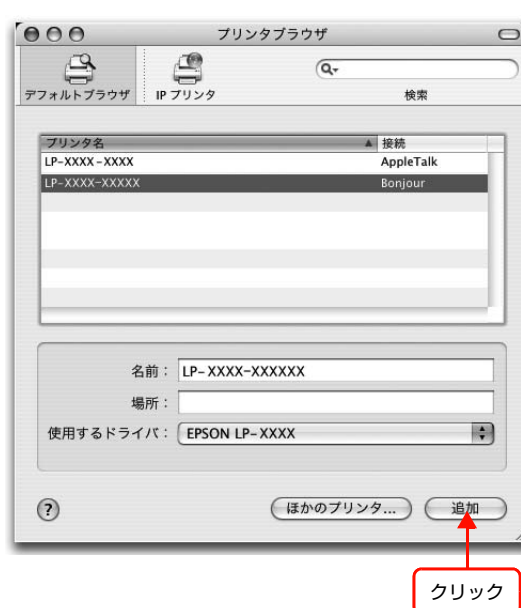 プリンタブラウザ
デフォルトブラウザ IP プリンタ 検索
プリンタ名 接続
LP-XXXX-XXXX AppleTalk
LP-XXXX-XXXXX Bonjour
名前： LP-XXXX-XXXXXX
場所：
使用するドライバ： EPSON LP-XXXX
? ほかのプリンタ... 追加
クリック